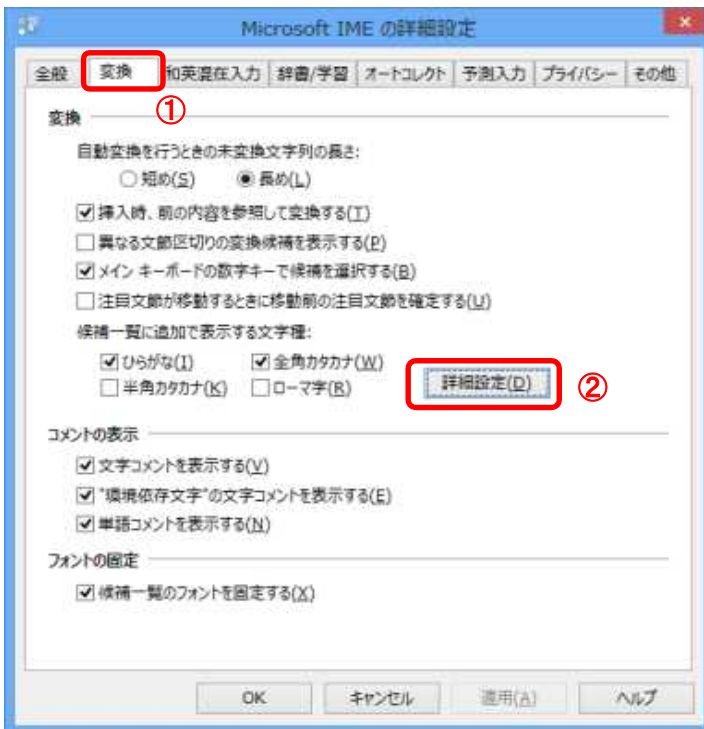 Microsoft IME の詳細設定
全般 変換 和英混在入力 辞書/学習 オートコレクト 予測入力 プライバシー その他
①
変換
自動変換を行うときの未変換文字列の長さ:
短め(S) 長め(L)
挿入時、前の内容を参照して変換する(T)
異なる文節区切りの変換候補を表示する(P)
メイン キーボードの数字キーで候補を選択する(B)
注目文節が移動するときに移動前の注目文節を確定する(U)
候補一覧に追加で表示する文字種:
ひらがな(I) 全角カタカナ(W)
半角カタカナ(K) ローマ字(R) 詳細設定(D) ②
コメントの表示
文字コメントを表示する(V)
"環境依存文字"の文字コメントを表示する(E)
単語コメントを表示する(N)
フォントの固定
候補一覧のフォントを固定する(X)
OK キャンセル 適用(A) ヘルプ